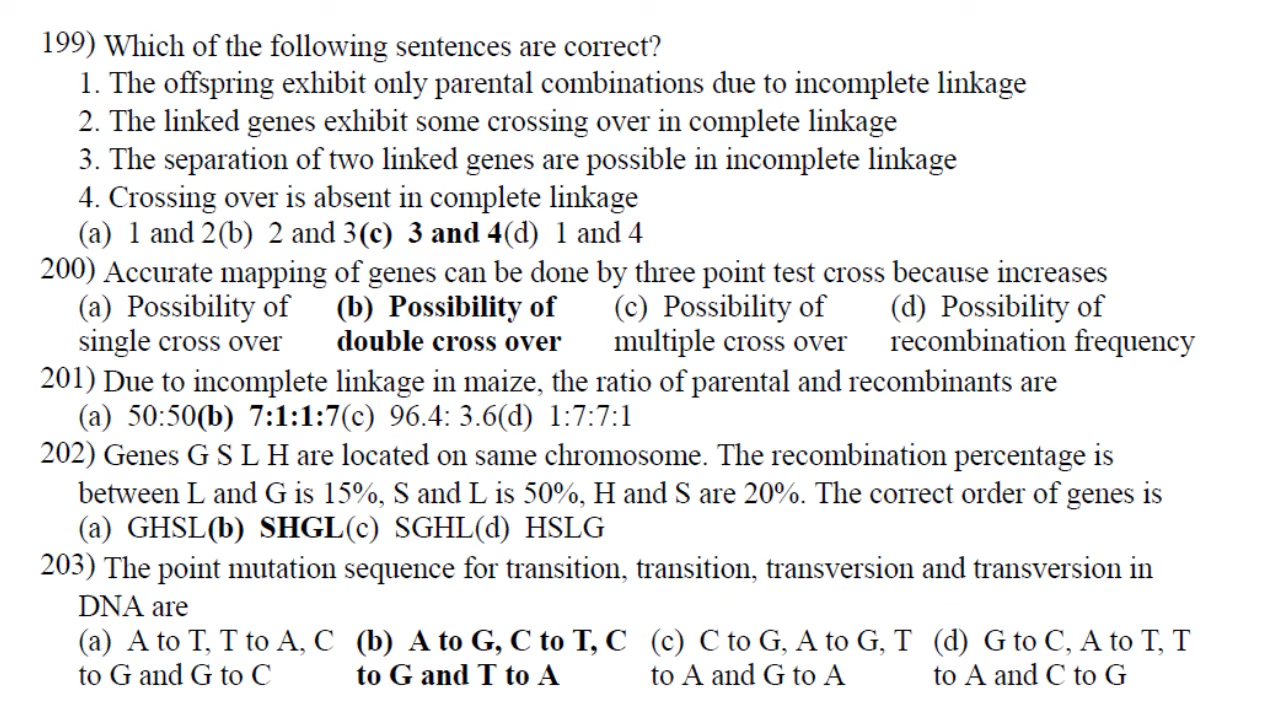 199) Which of the following sentences are correct?
1. The offspring exhibit only parental combinations due to incomplete linkage
2. The linked genes exhibit some crossing over in complete linkage
3. The separation of two linked genes are possible in incomplete linkage
4. Crossing over is absent in complete linkage
(a) 1 and 2(b) 2 and 3(c) 3 and 4(d) 1 and 4
200) Accurate mapping of genes can be done by three point test cross because increases
(a) Possibility of (b) Possibility of (c) Possibility of (d) Possibility of
single cross over double cross over multiple cross over recombination frequency
201) Due to incomplete linkage in maize, the ratio of parental and recombinants are
(a) 50:50(b) 7:1:1:7(c) 96.4: 3.6(d) 1:7:7:1
202) Genes G S L H are located on same chromosome. The recombination percentage is
between L and G is 15%, S and L is 50%, H and S are 20%. The correct order of genes is
(a) GHSL(b) SHGL(c) SGHL(d) HSLG
203) The point mutation sequence for transition, transition, transversion and transversion in
DNA are
(a) A to T, T to A, C (b) A to G, C to T, C (c) C to G, A to G, T (d) G to C, A to T, T
to G and G to C to G and T to A to A and G to A to A and C to G